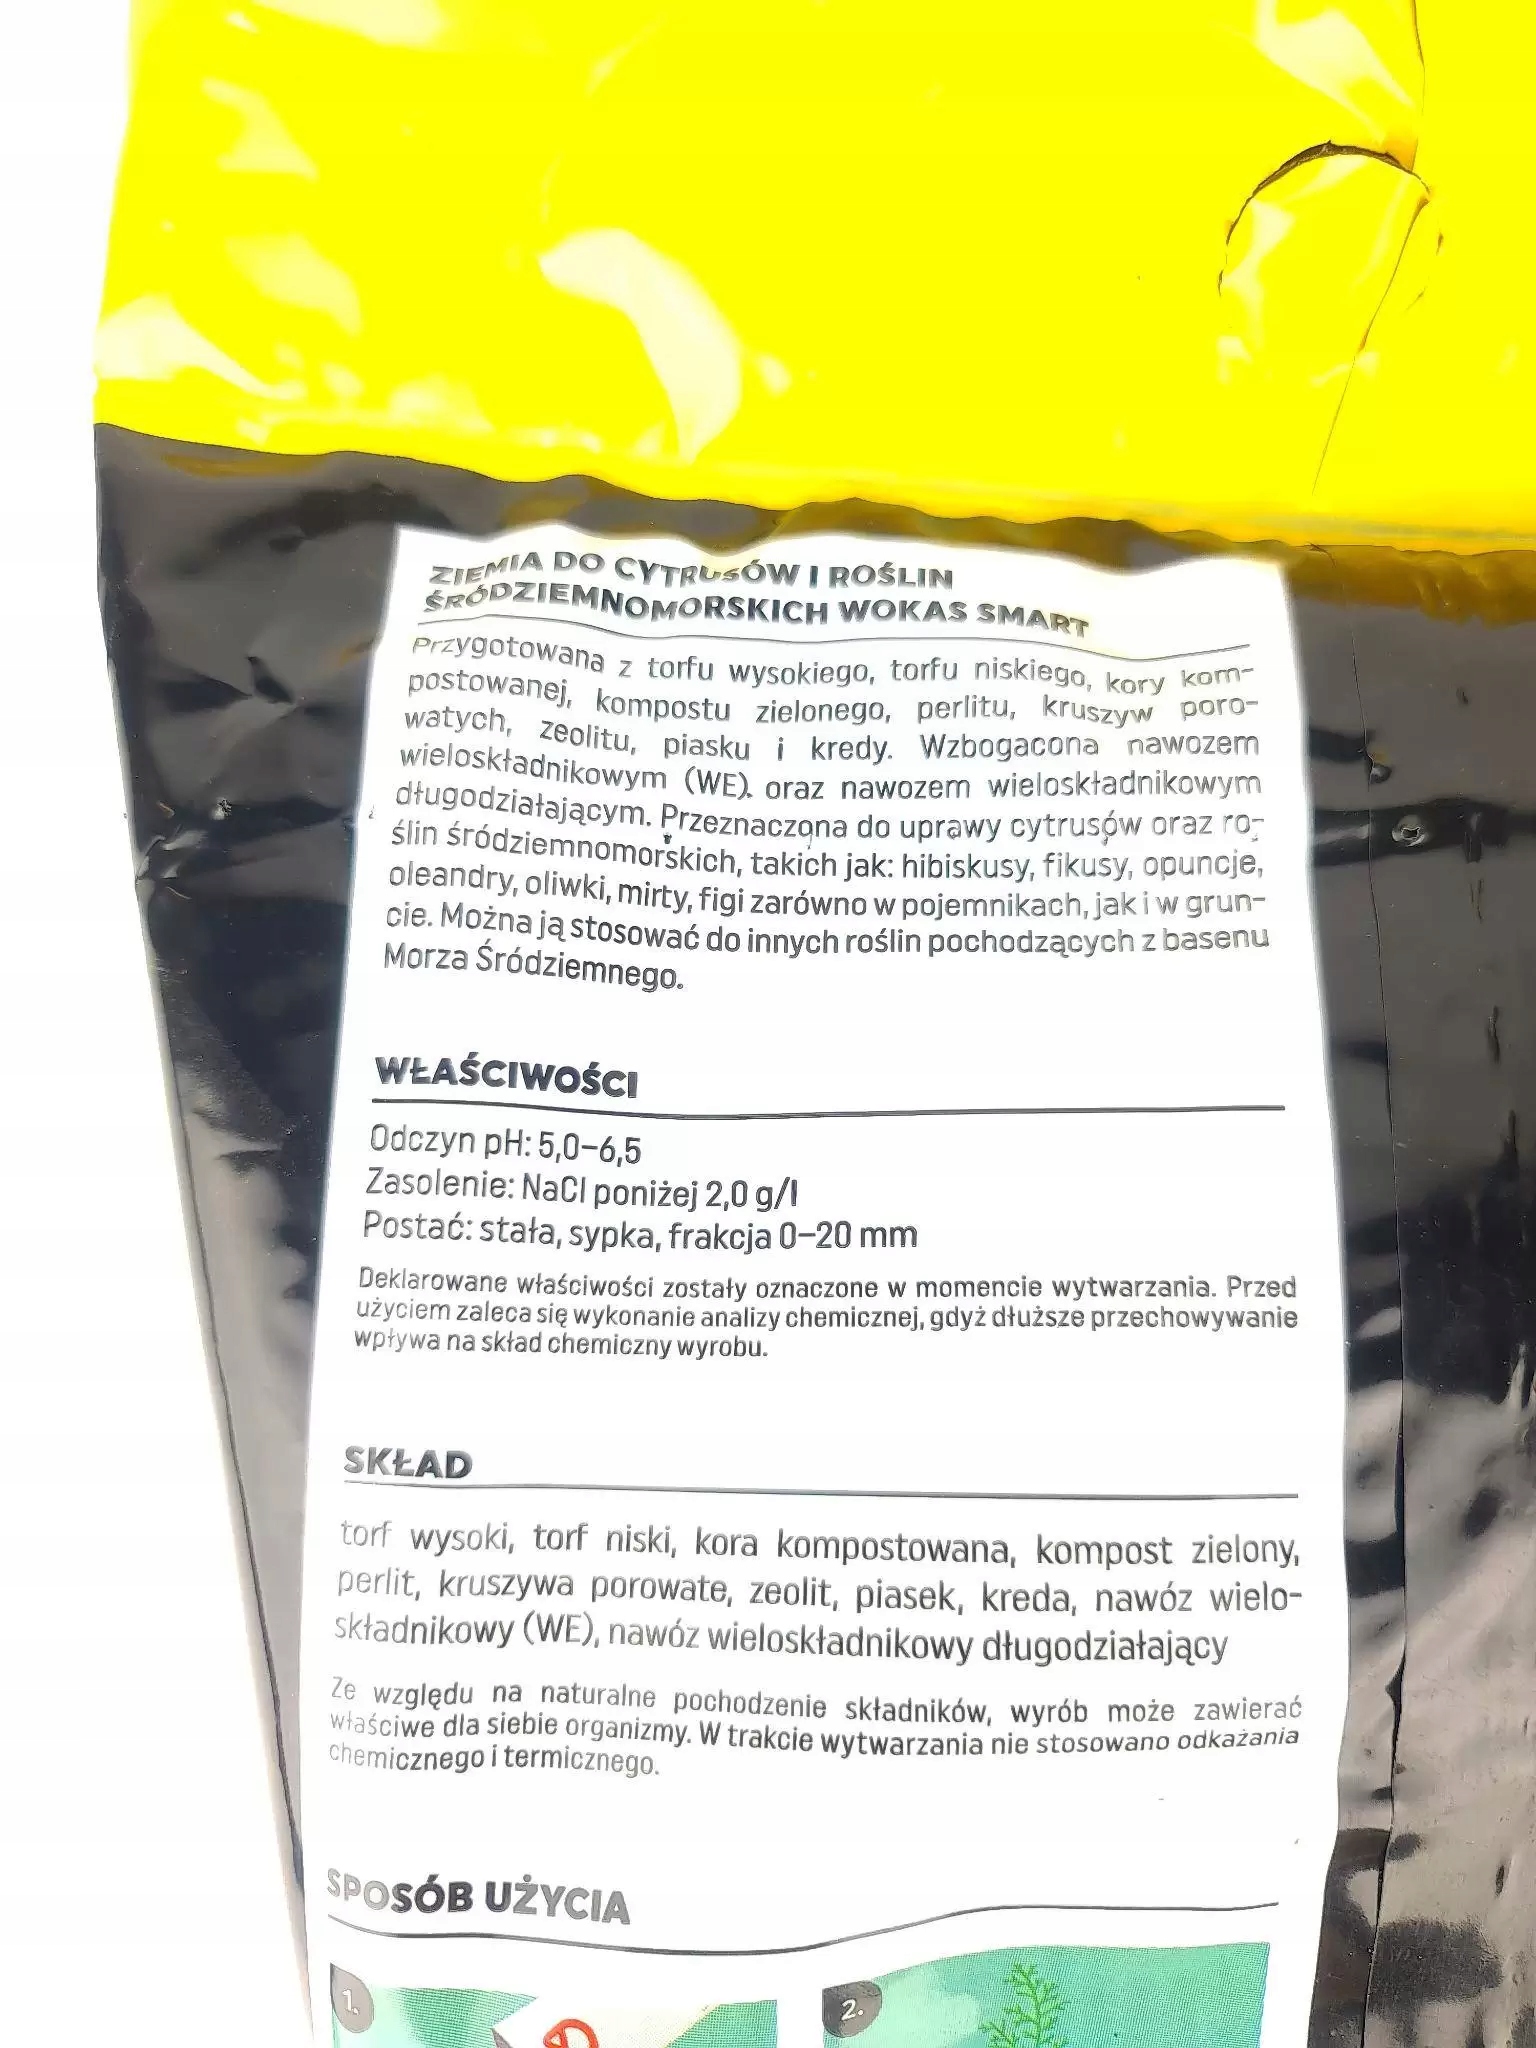 ZIEMIA DO CYTRUSÓW I ROŚLIN
ŚRÓDZIEMNOMORSKICH WOKAS SMART
Przygotowana z torfu wysokiego, torfu niskiego, kory kom-
postowanej, kompostu zielonego, perlitu, kruszyw poro-
watych, zeolitu, piasku i kredy. Wzbogacona nawozem
wieloskładnikowym (WE). oraz nawozem wieloskładnikowym
długodziałającym. Przeznaczona do uprawy cytrusów oraz ro-
ślin śródziemnomorskich, takich jak: hibiskusy, fikusy, opuncje,
oleandry, oliwki, mirty, figi zarówno w pojemnikach, jak i w grun-
cie. Można ją stosować do innych roślin pochodzących z basenu
Morza Śródziemnego.
WŁAŚCIWOŚCI
Odczyn pH: 5,0–6,5
Zasolenie: NaCl poniżej 2,0 g/l
Postać: stała, sypka, frakcja 0–20 mm
Deklarowane właściwości zostały oznaczone w momencie wytwarzania. Przed
użyciem zaleca się wykonanie analizy chemicznej, gdyż dłuższe przechowywanie
wpływa na skład chemiczny wyrobu.
SKŁAD
torf wysoki, torf niski, kora kompostowana, kompost zielony,
perlit, kruszywa porowate, zeolit, piasek, kreda, nawóz wielo-
składnikowy (WE), nawóz wieloskładnikowy długodziałający
Ze względu na naturalne pochodzenie składników, wyrób może zawierać
właściwe dla siebie organizmy. W trakcie wytwarzania nie stosowano odkażania
chemicznego i termicznego.
SPOSÓB UŻYCIA
1.
2.